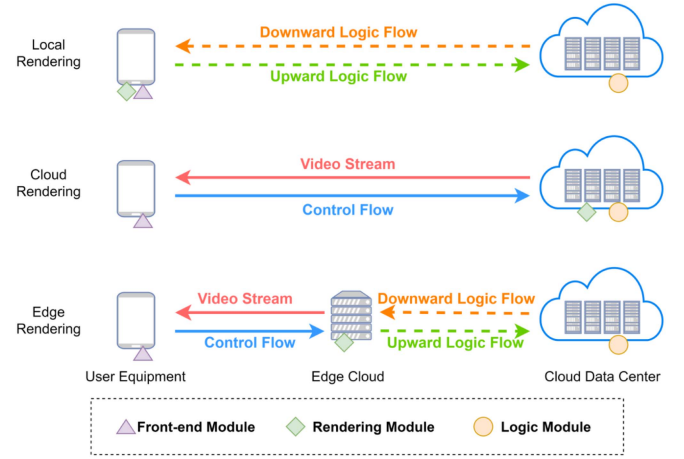 Local
Rendering
Downward Logic Flow
Upward Logic Flow
Cloud
Rendering
Video Stream
Control Flow
Edge
Rendering
Video Stream
Downward Logic Flow
Control Flow
Upward Logic Flow
User Equipment
Edge Cloud
Cloud Data Center
Front-end Module
Rendering Module
Logic Module